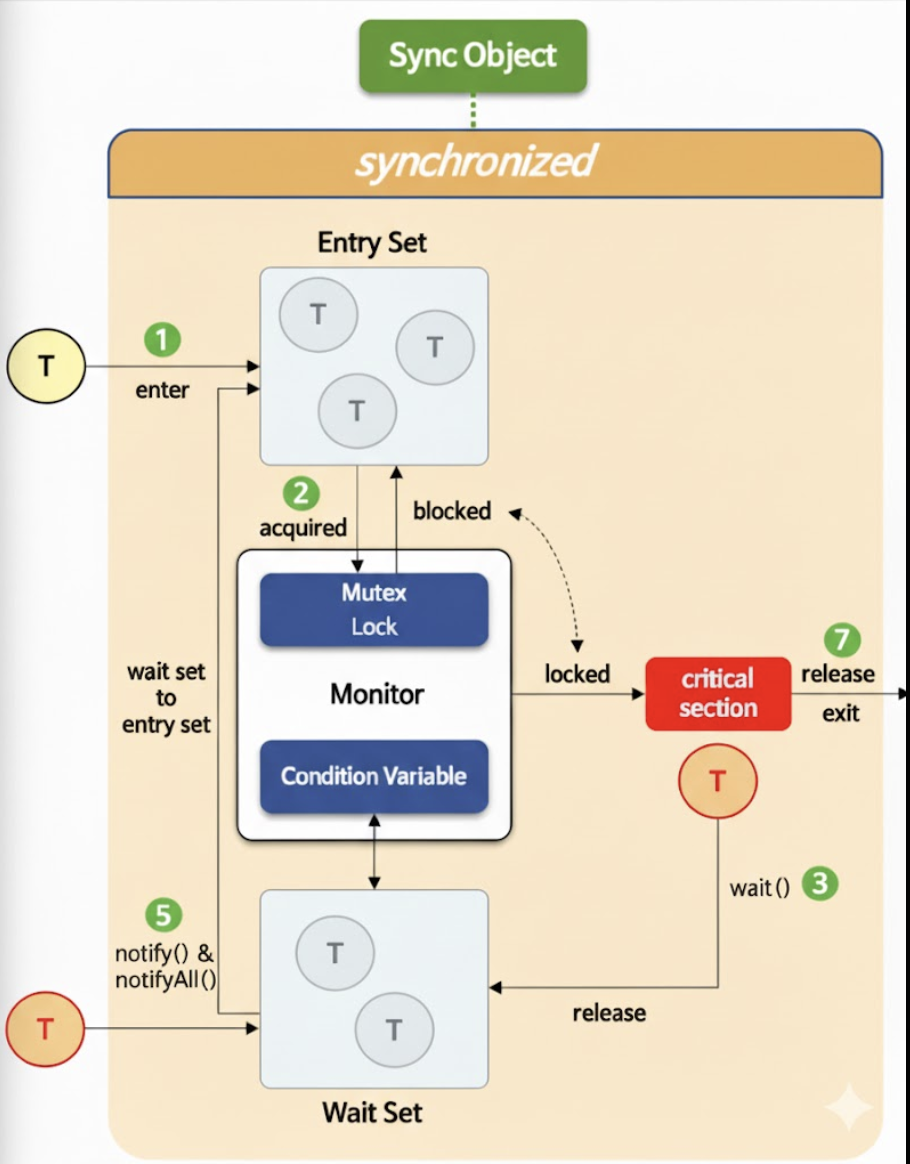 Sync Object
synchronized
Entry Set
T
T
T
T
1
enter
2
acquired
blocked
Mutex
Lock
Monitor
Condition Variable
locked
critical
section
7
release
exit
T
wait set
to
entry set
wait() 3
release
5
notify() &
notifyAll()
T
T
T
Wait Set